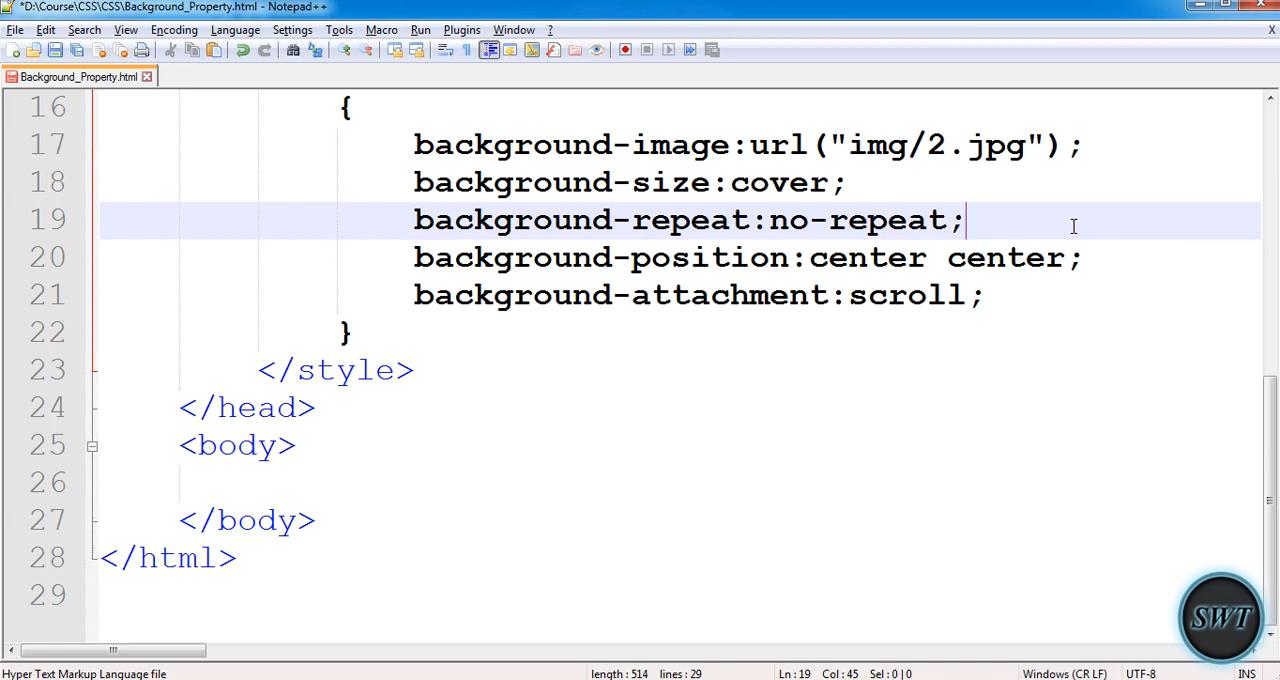 *D:\Course\CSS\CSS\Background_Property.html - Notepad++
File Edit Search View Encoding Language Settings Tools Macro Run Plugins Window ? X
Background_Property.html
16 {
17 background-image:url("img/2.jpg");
18 background-size:cover;
19 background-repeat:no-repeat;
20 background-position:center center;
21 background-attachment:scroll;
22 }
23 </style>
24 </head>
25 <body>
26
27 </body>
28 </html>
29
SWT
Hyper Text Markup Language file length : 514 lines : 29 Ln : 19 Col : 45 Sel : 0 | 0 Windows (CR LF) UTF-8 INS